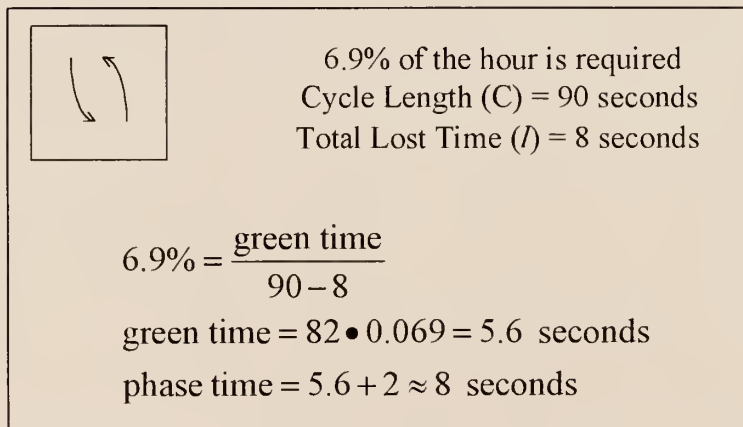 6.9% of the hour is required
Cycle Length (C) = 90 seconds
Total Lost Time (l) = 8 seconds
6.9% = green time / 90 – 8
green time = 82 • 0.069 = 5.6 seconds
phase time = 5.6 + 2 ≈ 8 seconds